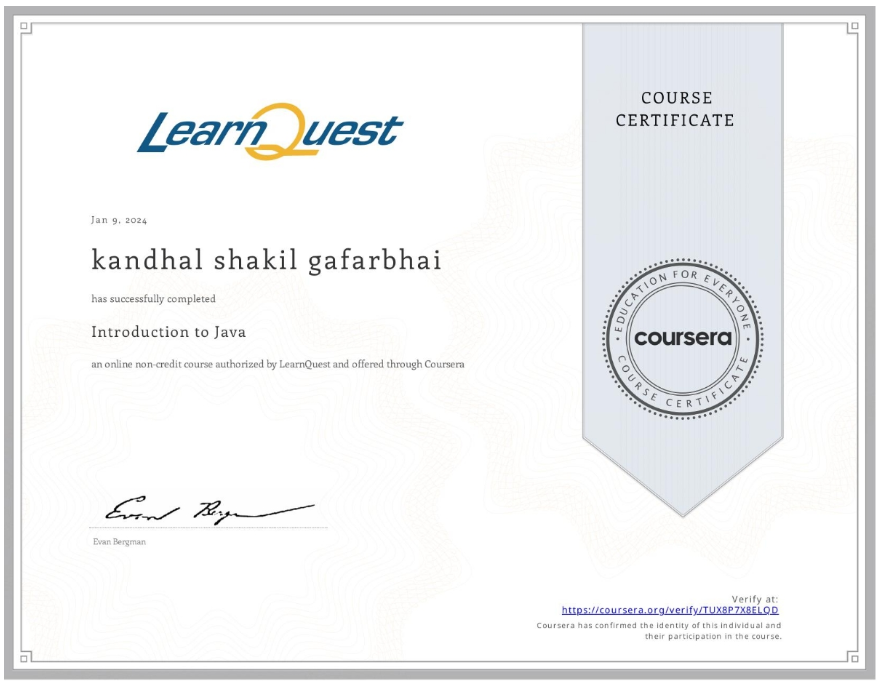 LearnQuest
COURSE
CERTIFICATE
Jan 9, 2024
kandhal shakil gafarbhai
has successfully completed
Introduction to Java
an online non-credit course authorized by LearnQuest and offered through Coursera
EDUCATION FOR EVERYONE
coursera
COURSE CERTIFICATE
Evan Bergman
Evan Bergman
Verify at:
https://coursera.org/verify/TUX8P7X8ELQD
Coursera has confirmed the identity of this individual and
their participation in the course.